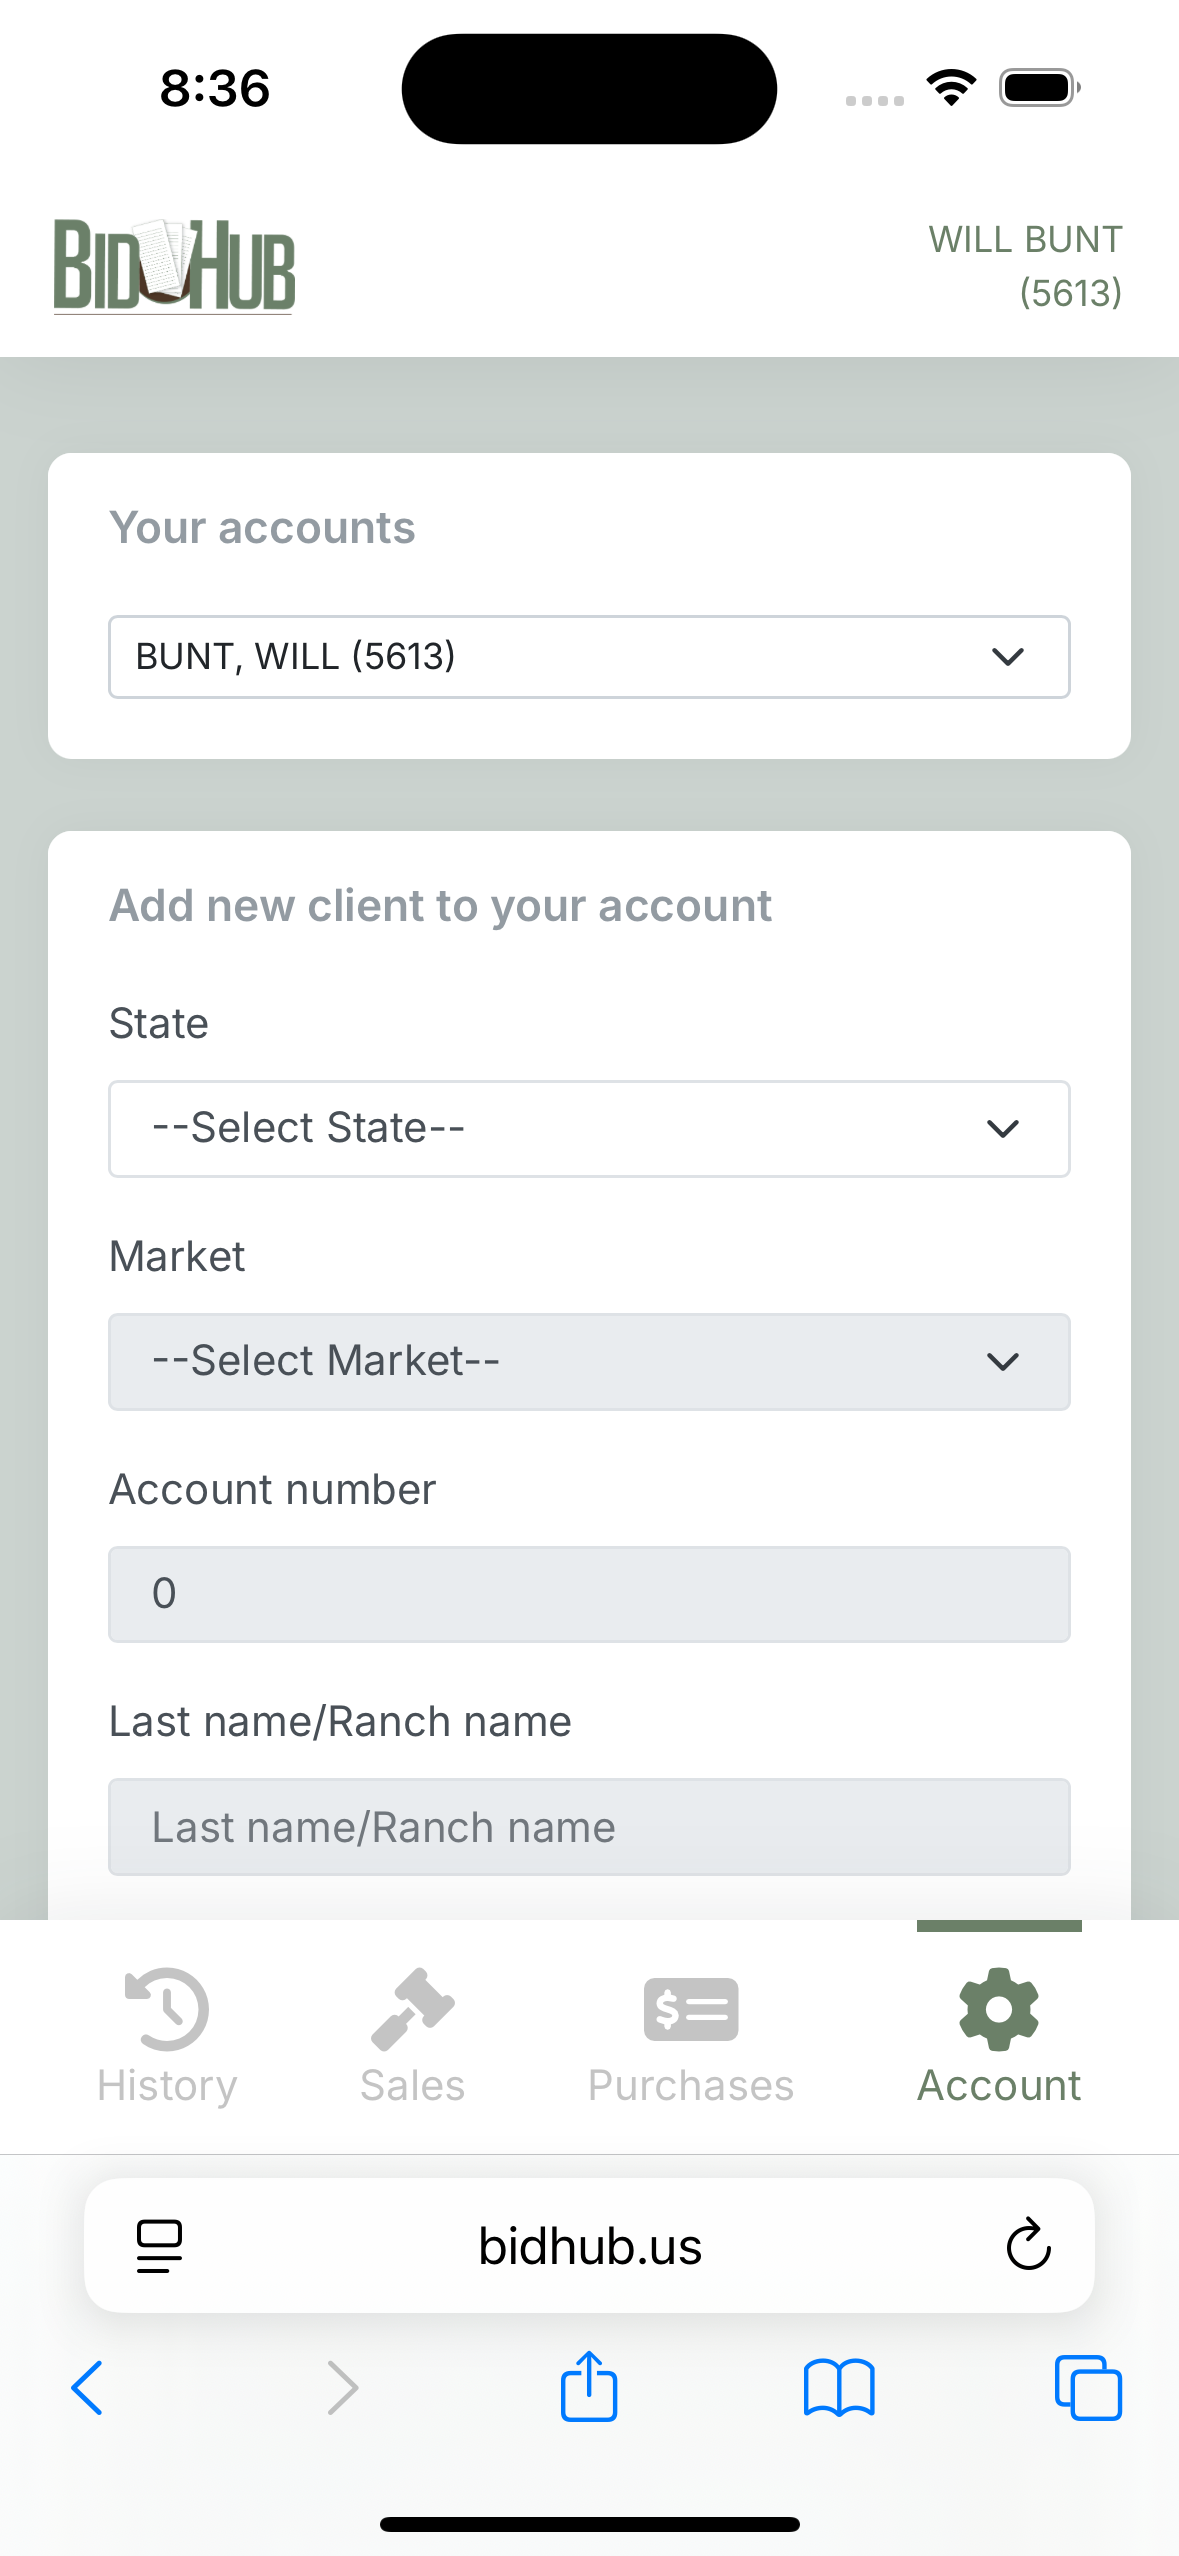 8:36
BIDHUB
WILL BUNT
(5613)
Your accounts
BUNT, WILL (5613)
Add new client to your account
State
--Select State--
Market
--Select Market--
Account number
0
Last name/Ranch name
Last name/Ranch name
History
Sales
Purchases
Account
bidhub.us